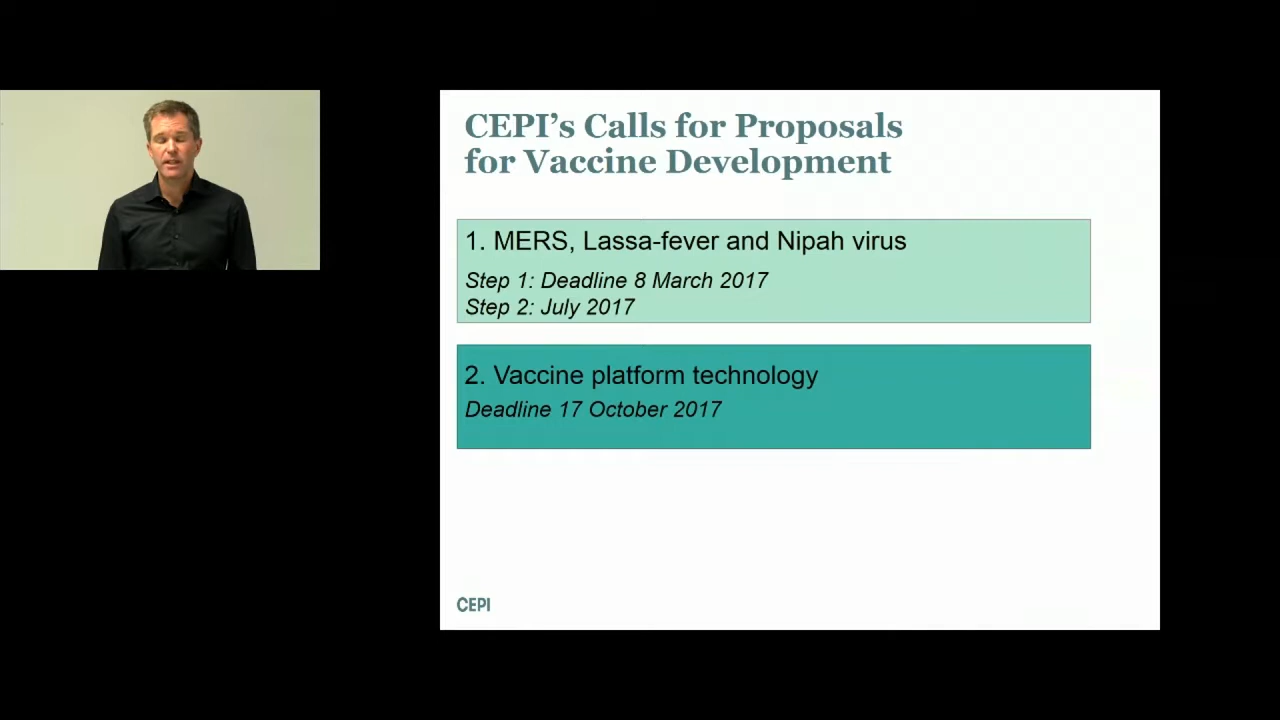 CEPI’s Calls for Proposals
for Vaccine Development
1. MERS, Lassa-fever and Nipah virus
Step 1: Deadline 8 March 2017
Step 2: July 2017
2. Vaccine platform technology
Deadline 17 October 2017
CEPI